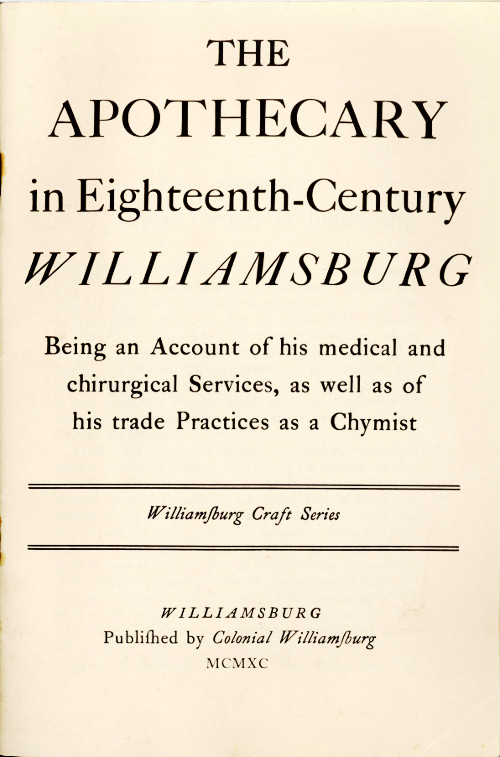 THE
APOTHECARY
in Eighteenth-Century
WILLIAMSBURG
Being an Account of his medical and
chirurgical Services, as well as of
his trade Practices as a Chymist
Williamſburg Craft Series
WILLIAMSBURG
Publiſhed by Colonial Williamſburg
MCMXC